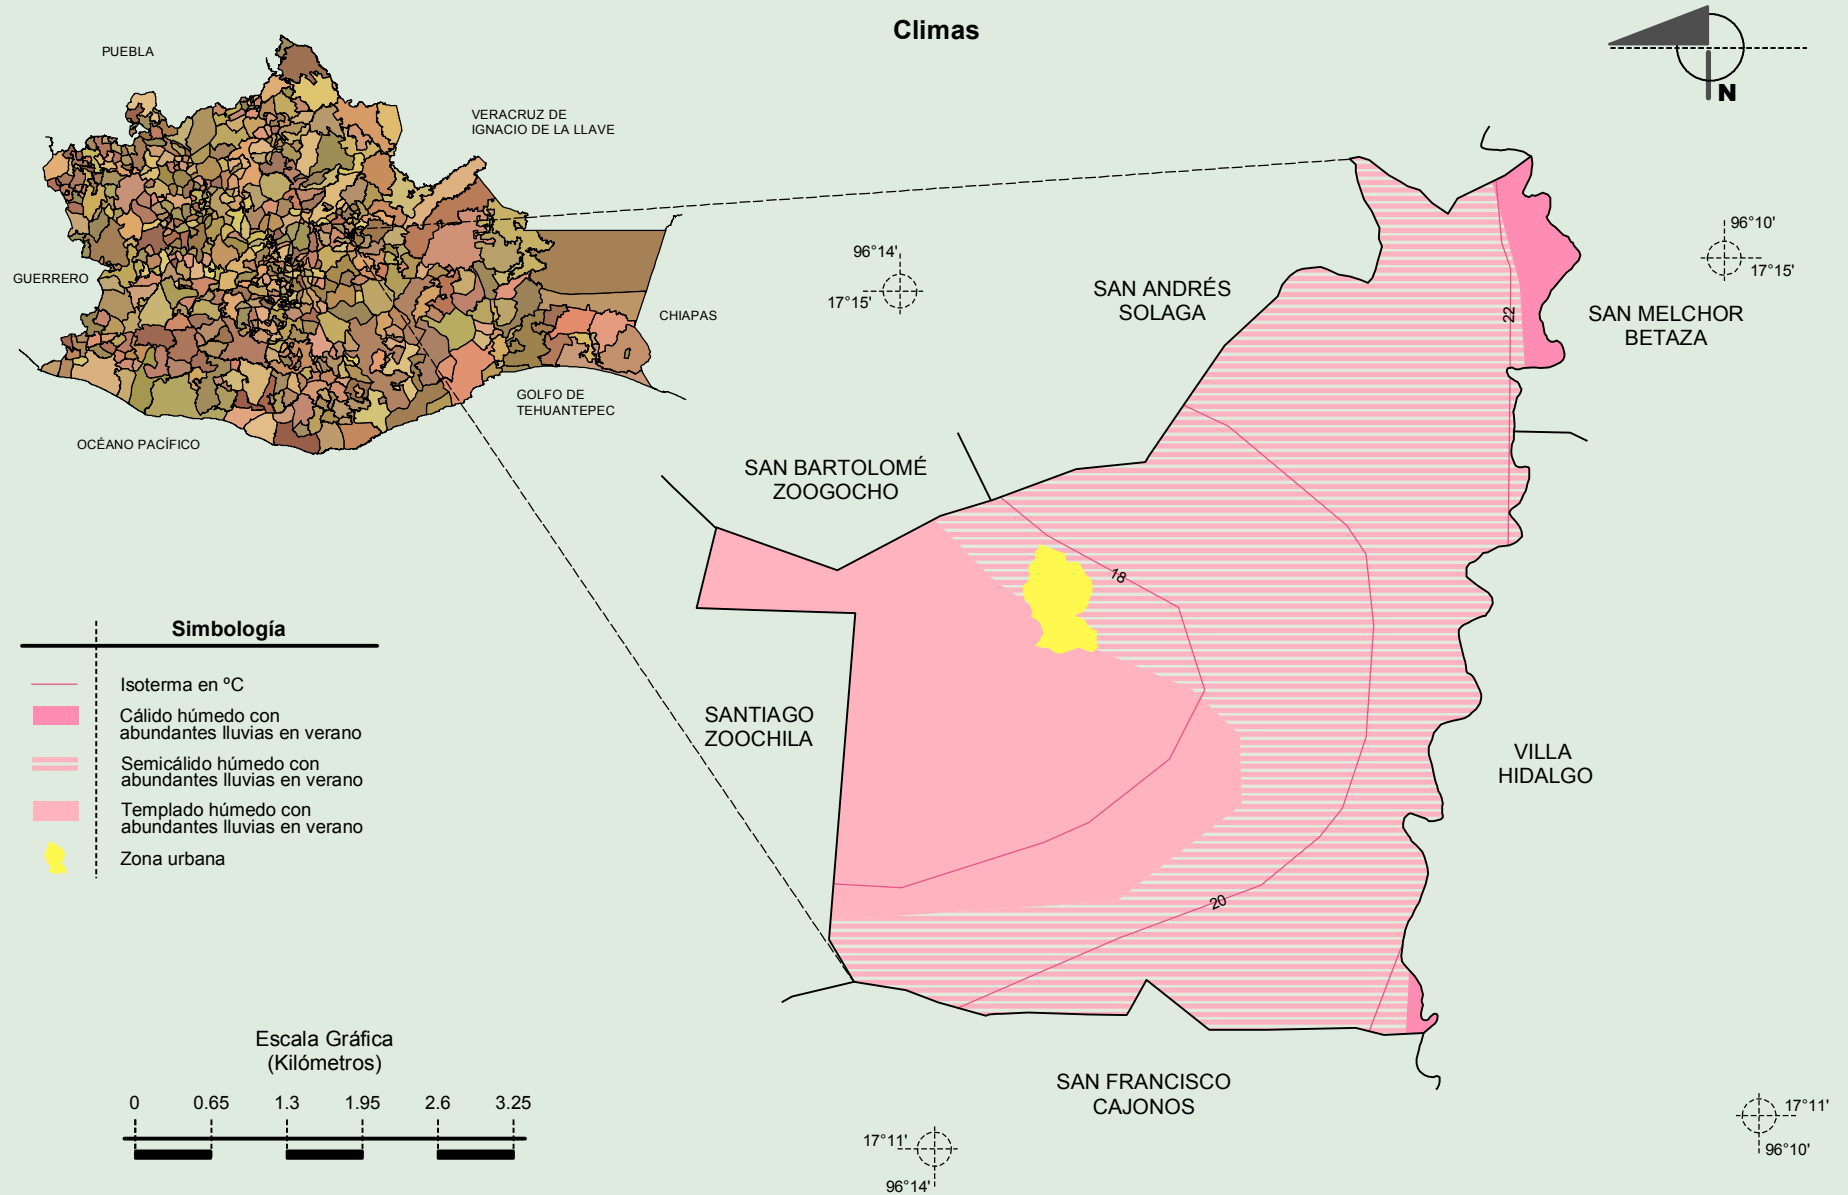 Climas
N
PUEBLA
VERACRUZ DE
IGNACIO DE LA LLAVE
GUERRERO
CHIAPAS
GOLFO DE
TEHUANTEPEC
OCÉANO PACÍFICO
96°14'
17°15'
96°10'
17°15'
SAN ANDRÉS
SOLAGA
SAN MELCHOR
BETAZA
22
SAN BARTOLOMÉ
ZOOGOCHO
18
SANTIAGO
ZOOCHILA
VILLA
HIDALGO
20
SAN FRANCISCO
CAJONOS
Simbología
Isoterma en ºC
Cálido húmedo con
abundantes lluvias en verano
Semicálido húmedo con
abundantes lluvias en verano
Templado húmedo con
abundantes lluvias en verano
Zona urbana
Escala Gráfica
(Kilómetros)
0 0.65 1.3 1.95 2.6 3.25
17°11'
96°14'
17°11'
96°10'